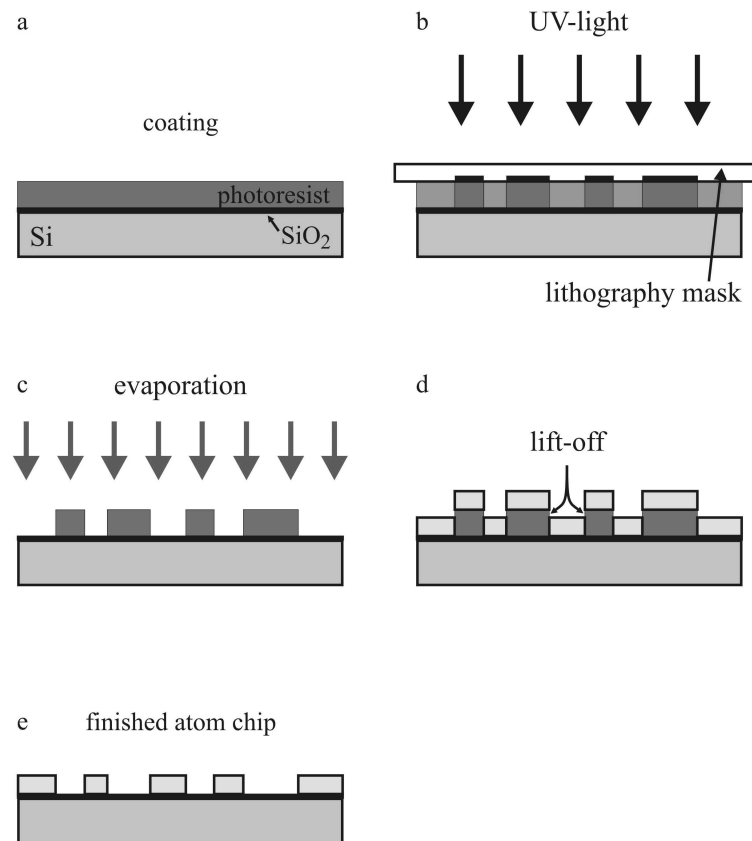 a
coating
photoresist
Si
SiO₂
b
UV-light
lithography mask
c
evaporation
d
lift-off
e
finished atom chip